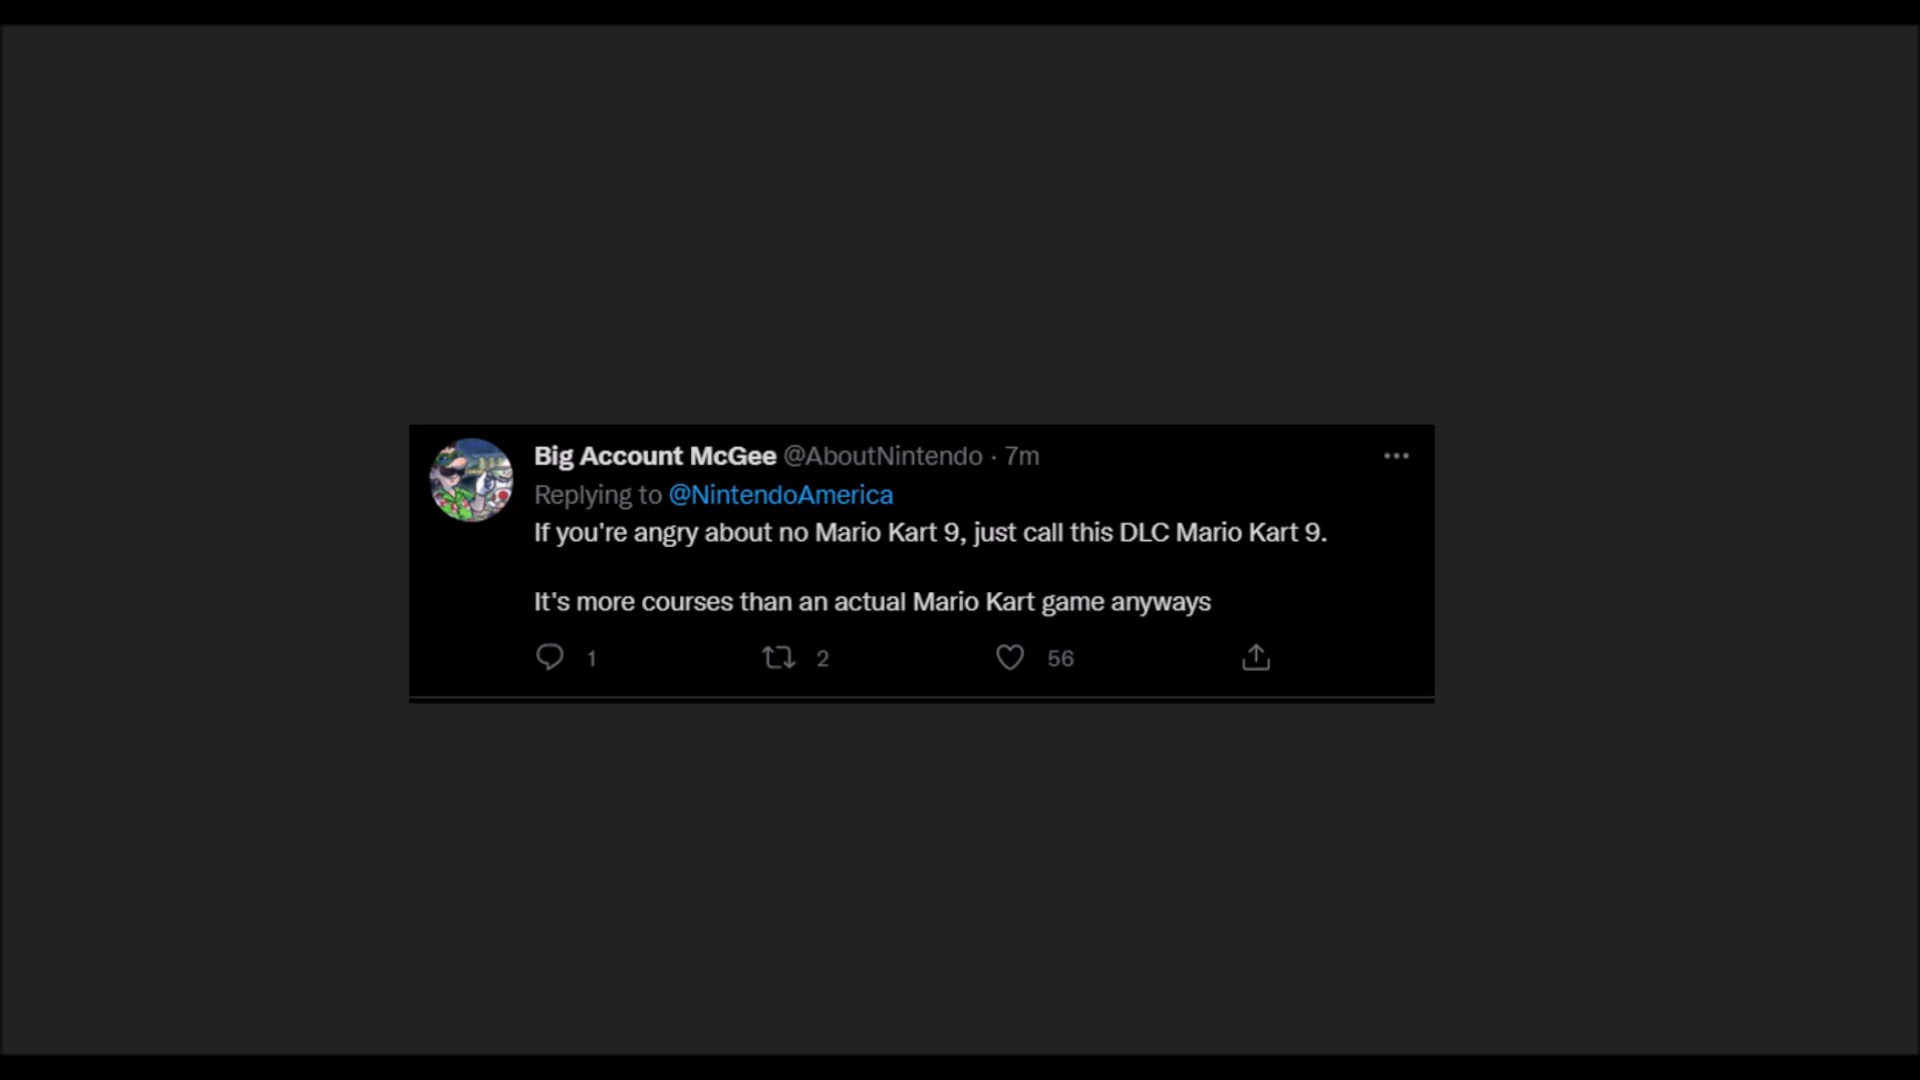 Big Account McGee @AboutNintendo · 7m
Replying to @NintendoAmerica
If you're angry about no Mario Kart 9, just call this DLC Mario Kart 9.
It's more courses than an actual Mario Kart game anyways
1 2 56